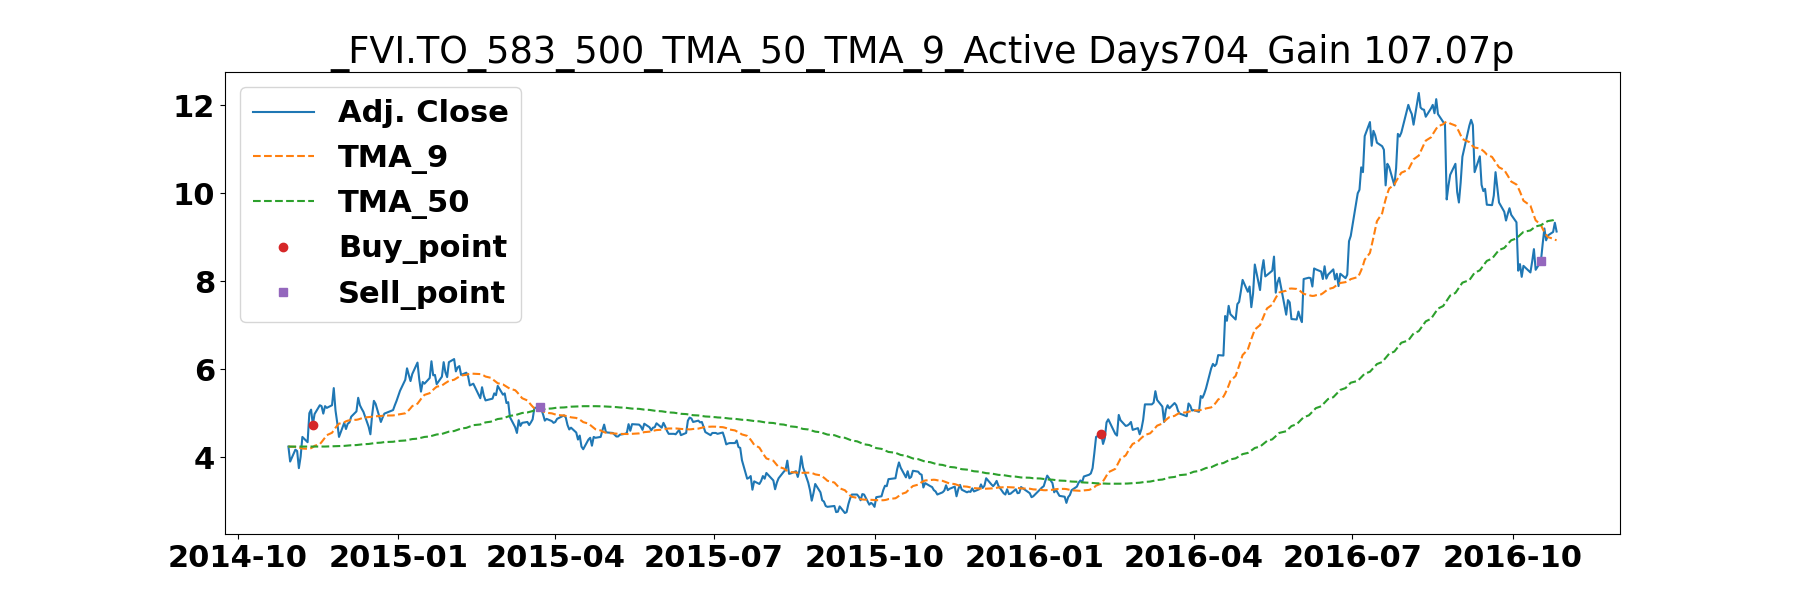 _FVI.TO_583_500_TMA_50_TMA_9_Active Days704_Gain 107.07p
Adj. Close
TMA_9
TMA_50
Buy_point
Sell_point
12
10
8
6
4
2014-10 2015-01 2015-04 2015-07 2015-10 2016-01 2016-04 2016-07 2016-10